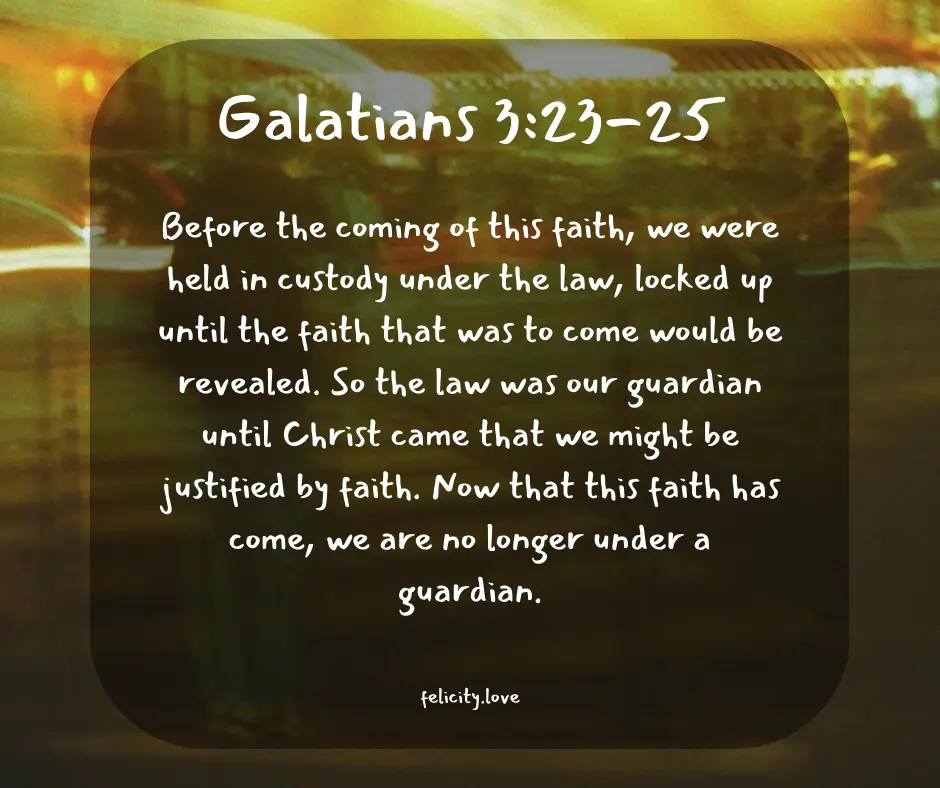 Galatians 3:23-25
Before the coming of this faith, we were
held in custody under the law, locked up
until the faith that was to come would be
revealed. So the law was our guardian
until Christ came that we might be
justified by faith. Now that this faith has
come, we are no longer under a
guardian.
felicity.love